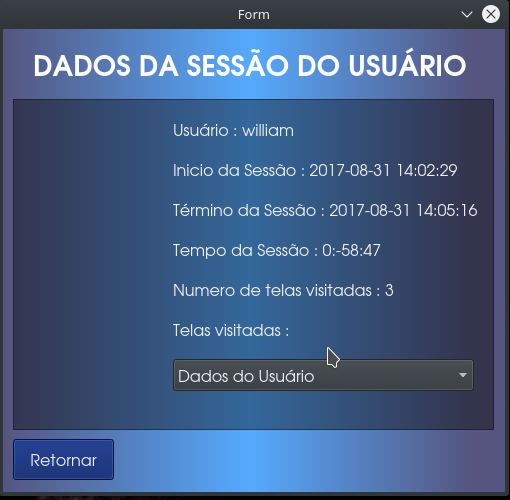 Form
DADOS DA SESSÃO DO USUÁRIO
Usuário : william
Inicio da Sessão : 2017-08-31 14:02:29
Término da Sessão : 2017-08-31 14:05:16
Tempo da Sessão : 0:-58:47
Numero de telas visitadas : 3
Telas visitadas :
Dados do Usuário
Retornar